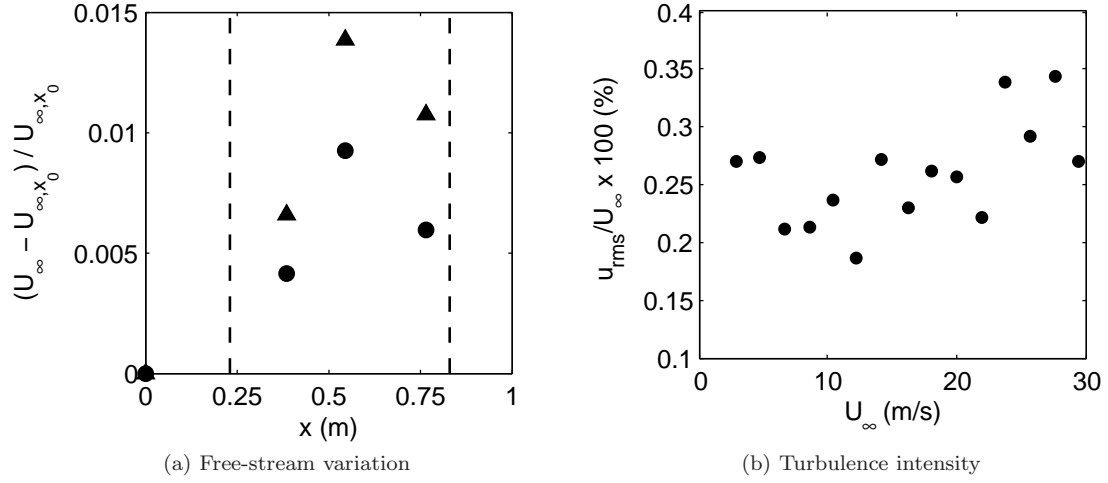 0.015
0.01
0.005
0
(U∞ − U∞,x0) / U∞,x0
0 0.25 0.5 0.75 1
x (m)
(a) Free-stream variation
0.4
0.35
0.3
0.25
0.2
0.15
0.1
urms/U∞ x 100 (%)
0 10 20 30
U∞ (m/s)
(b) Turbulence intensity